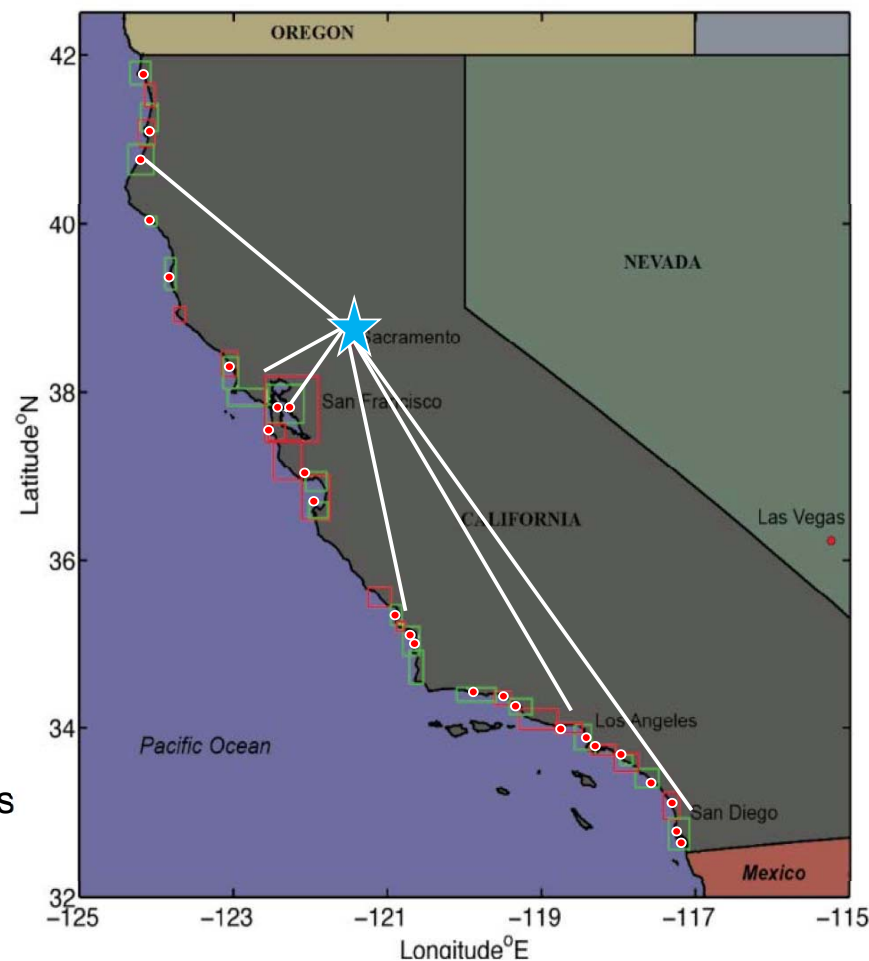 OREGON
42
40
NEVADA
Sacramento
38
San Francisco
Latitude°N
CALIFORNIA
Las Vegas
36
34
Los Angeles
Pacific Ocean
s
San Diego
Mexico
32
−125
−123
−121
−119
−117
−115
Longitude°E